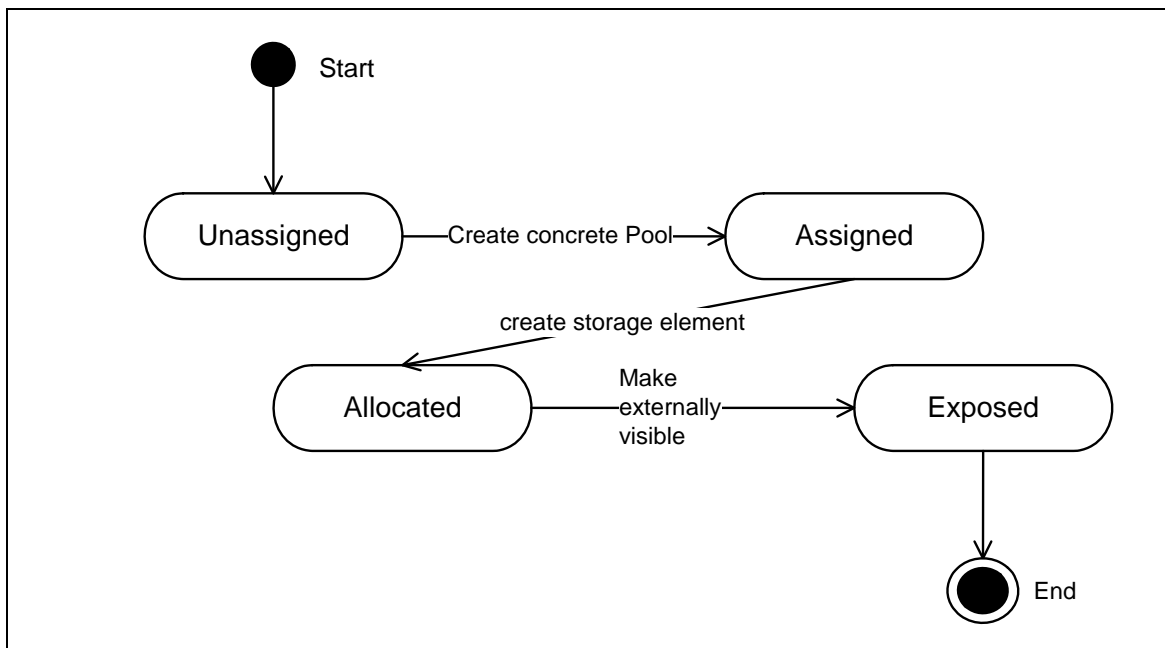 Start
Unassigned
Create concrete Pool
Assigned
create storage element
Allocated
Make
externally
visible
Exposed
End